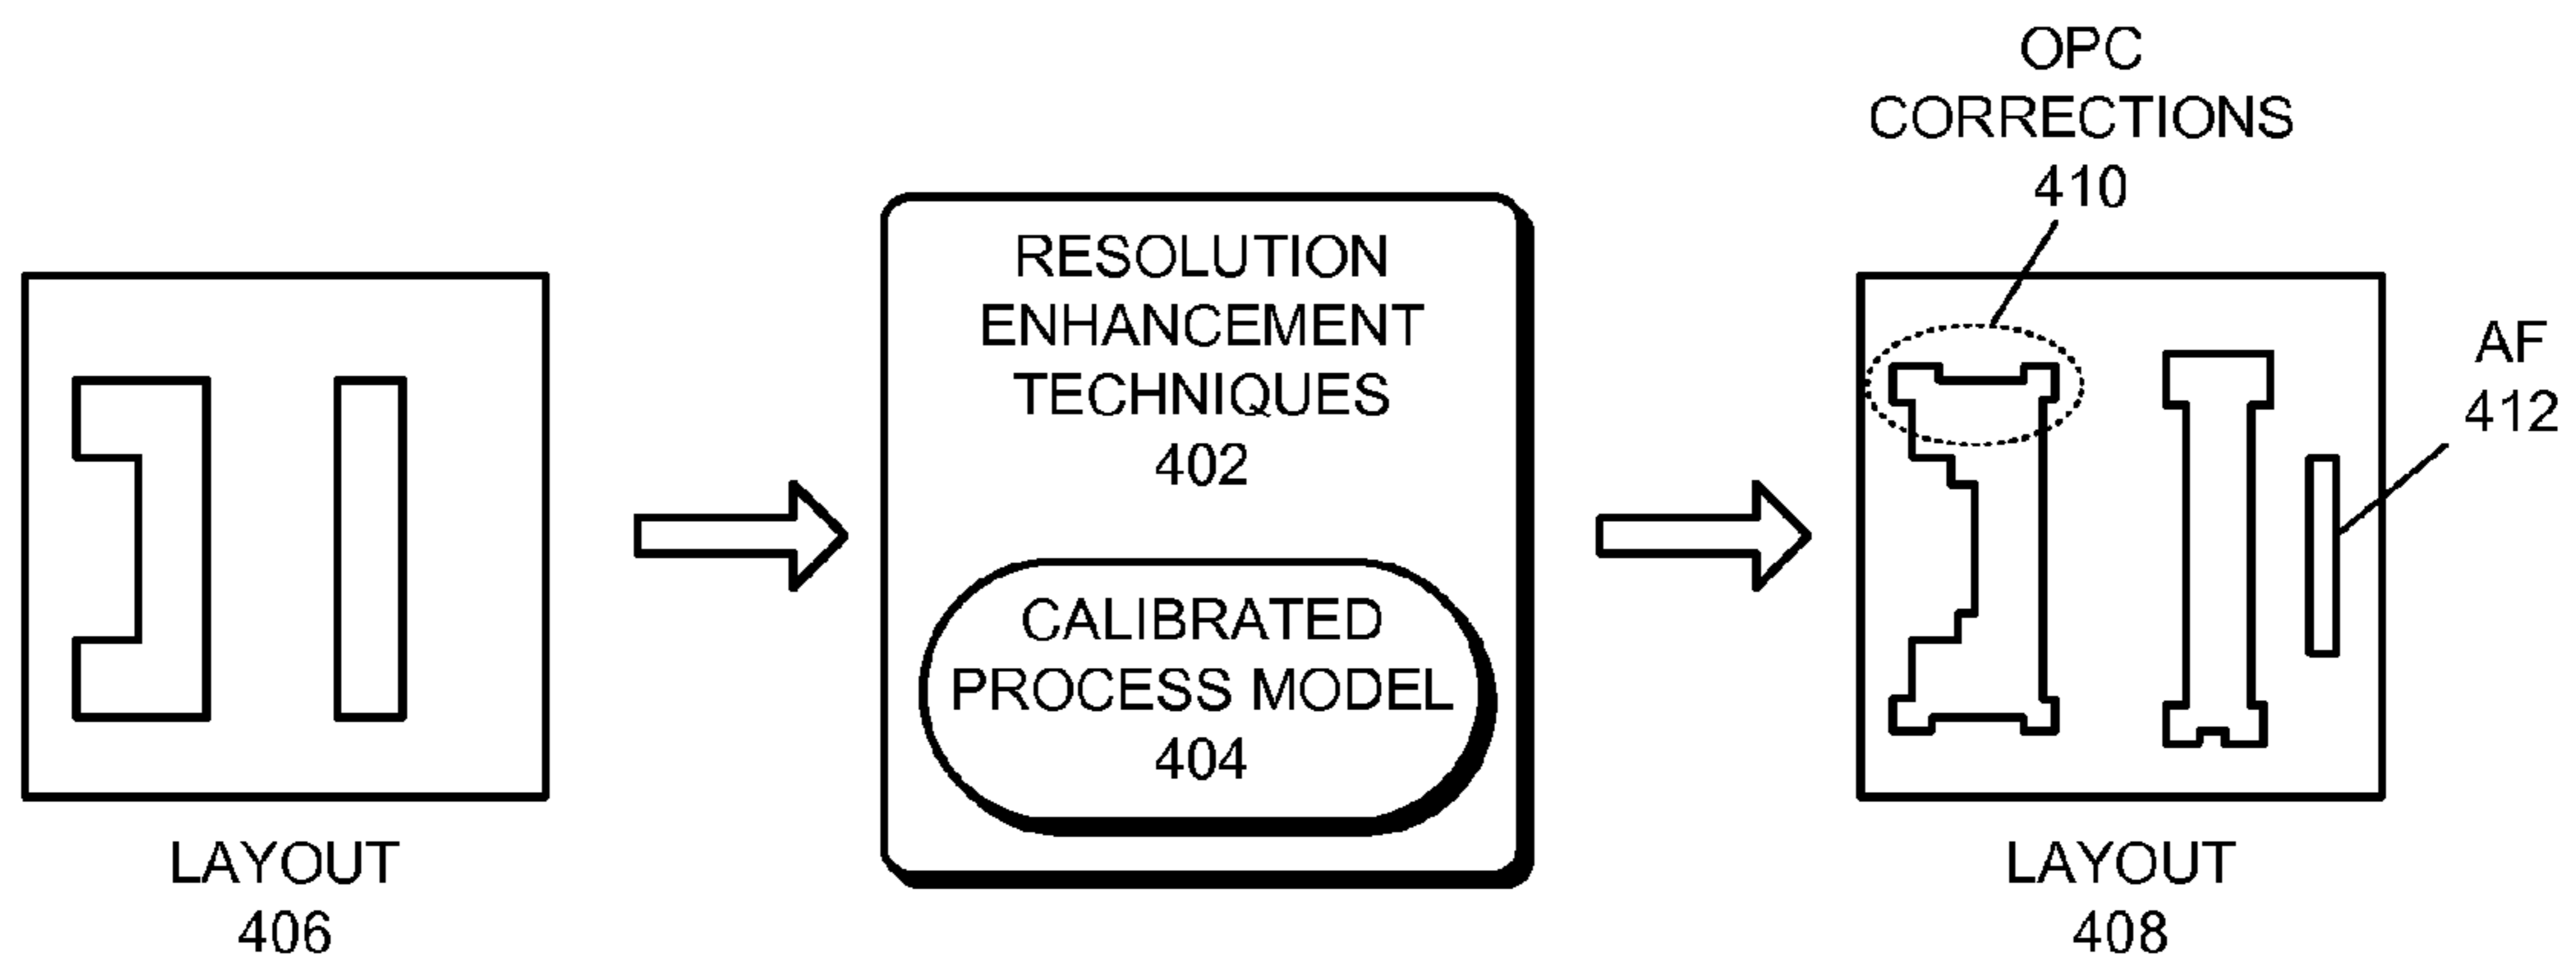 OPC
CORRECTIONS
410
RESOLUTION
ENHANCEMENT
TECHNIQUES
402
CALIBRATED
PROCESS MODEL
404
AF
412
LAYOUT
406
LAYOUT
408